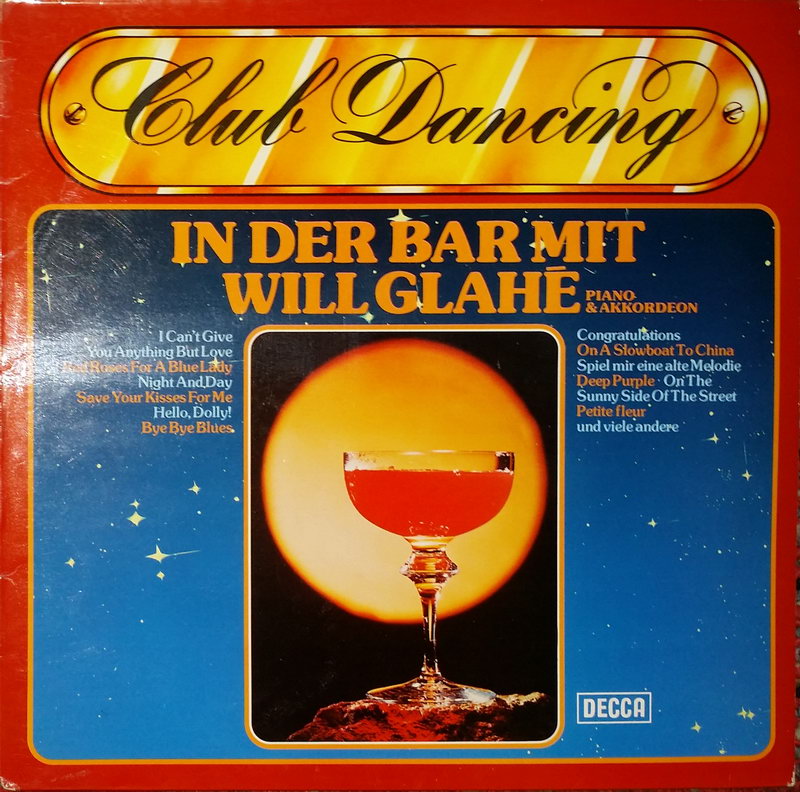 Club Dancing
IN DER BAR MIT
WILL GLAHÉ PIANO
& AKKORDEON
I Can't Give
You Anything But Love
Red Roses For A Blue Lady
Night And Day
Save Your Kisses For Me
Hello, Dolly!
Bye Bye Blues
Congratulations
On A Slowboat To China
Spiel mir eine alte Melodie
Deep Purple · On The
Sunny Side Of The Street
Petite fleur
und viele andere
DECCA